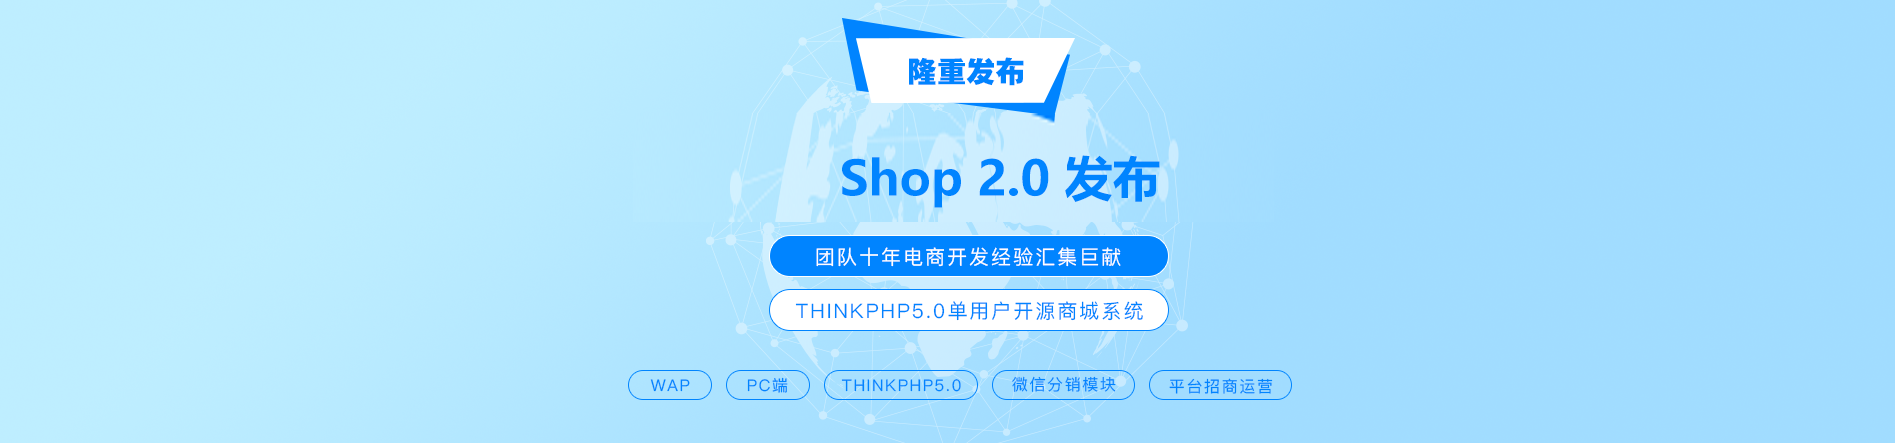 隆重发布
Shop 2.0 发布
团队十年电商开发经验汇集巨献
THINKPHP5.0单用户开源商城系统
WAP PC端 THINKPHP5.0 微信分销模块 平台招商运营